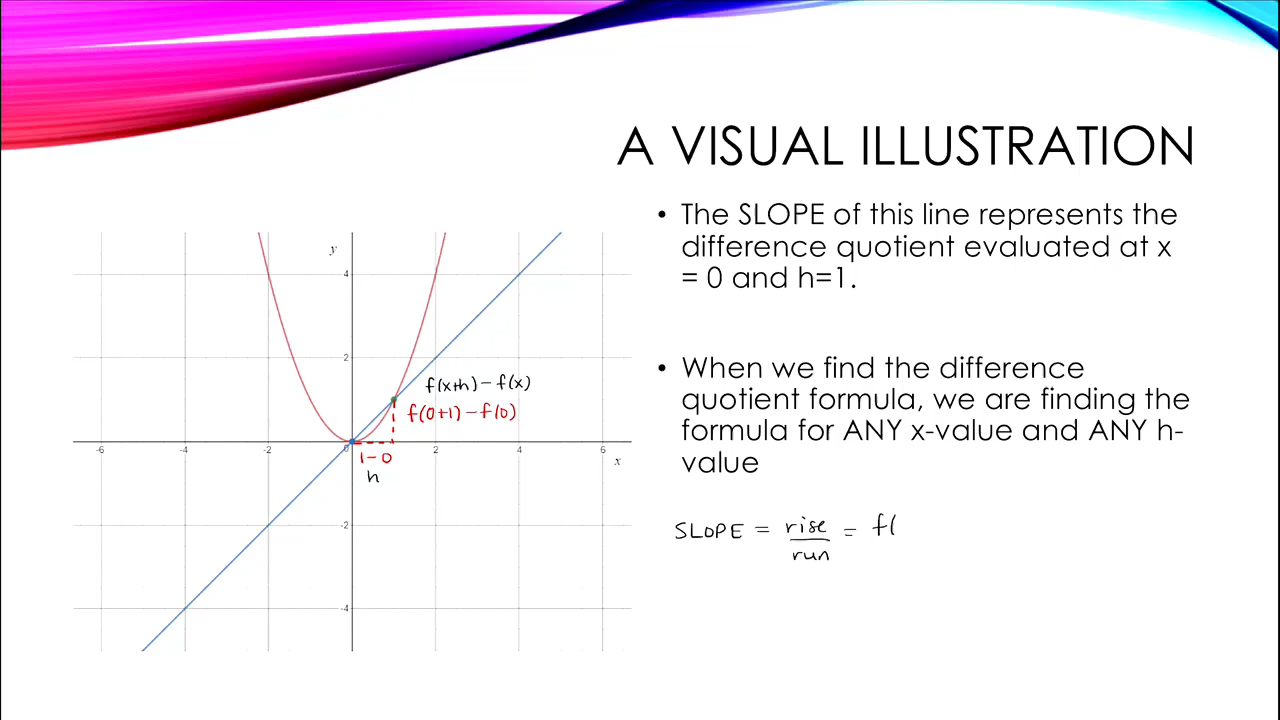 A VISUAL ILLUSTRATION
• The SLOPE of this line represents the
difference quotient evaluated at x
= 0 and h=1.
• When we find the difference
quotient formula, we are finding the
formula for ANY x-value and ANY h-
value
SLOPE = rise = f(
run
y
4
2
f(x+h) - f(x)
f(0+1) - f(0)
-6 -2 0 2 6 x
1-0
h
-2
-4